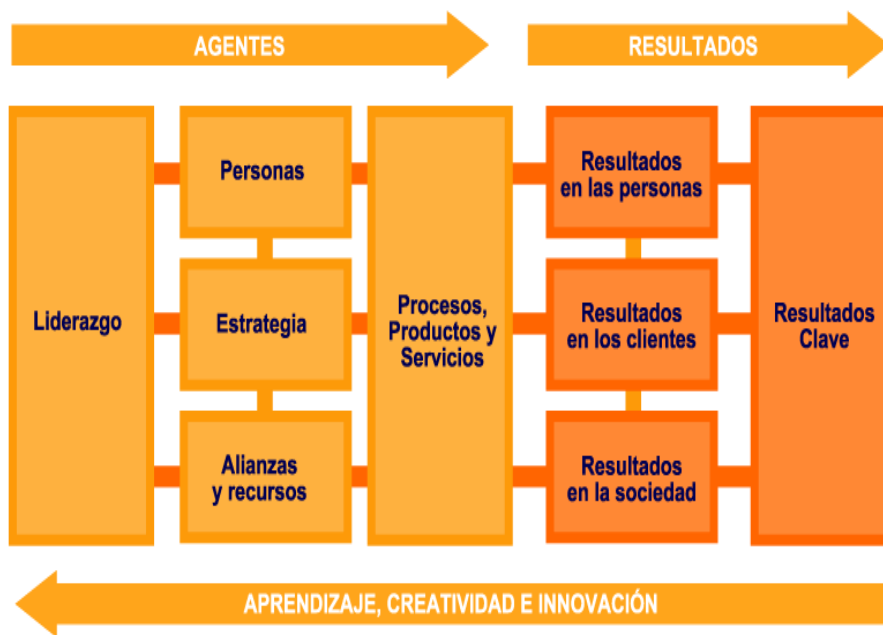 AGENTES
RESULTADOS
Liderazgo
Personas
Estrategia
Alianzas
y recursos
Procesos,
Productos y
Servicios
Resultados
en las personas
Resultados
en los clientes
Resultados
en la sociedad
Resultados
Clave
APRENDIZAJE, CREATIVIDAD E INNOVACIÓN